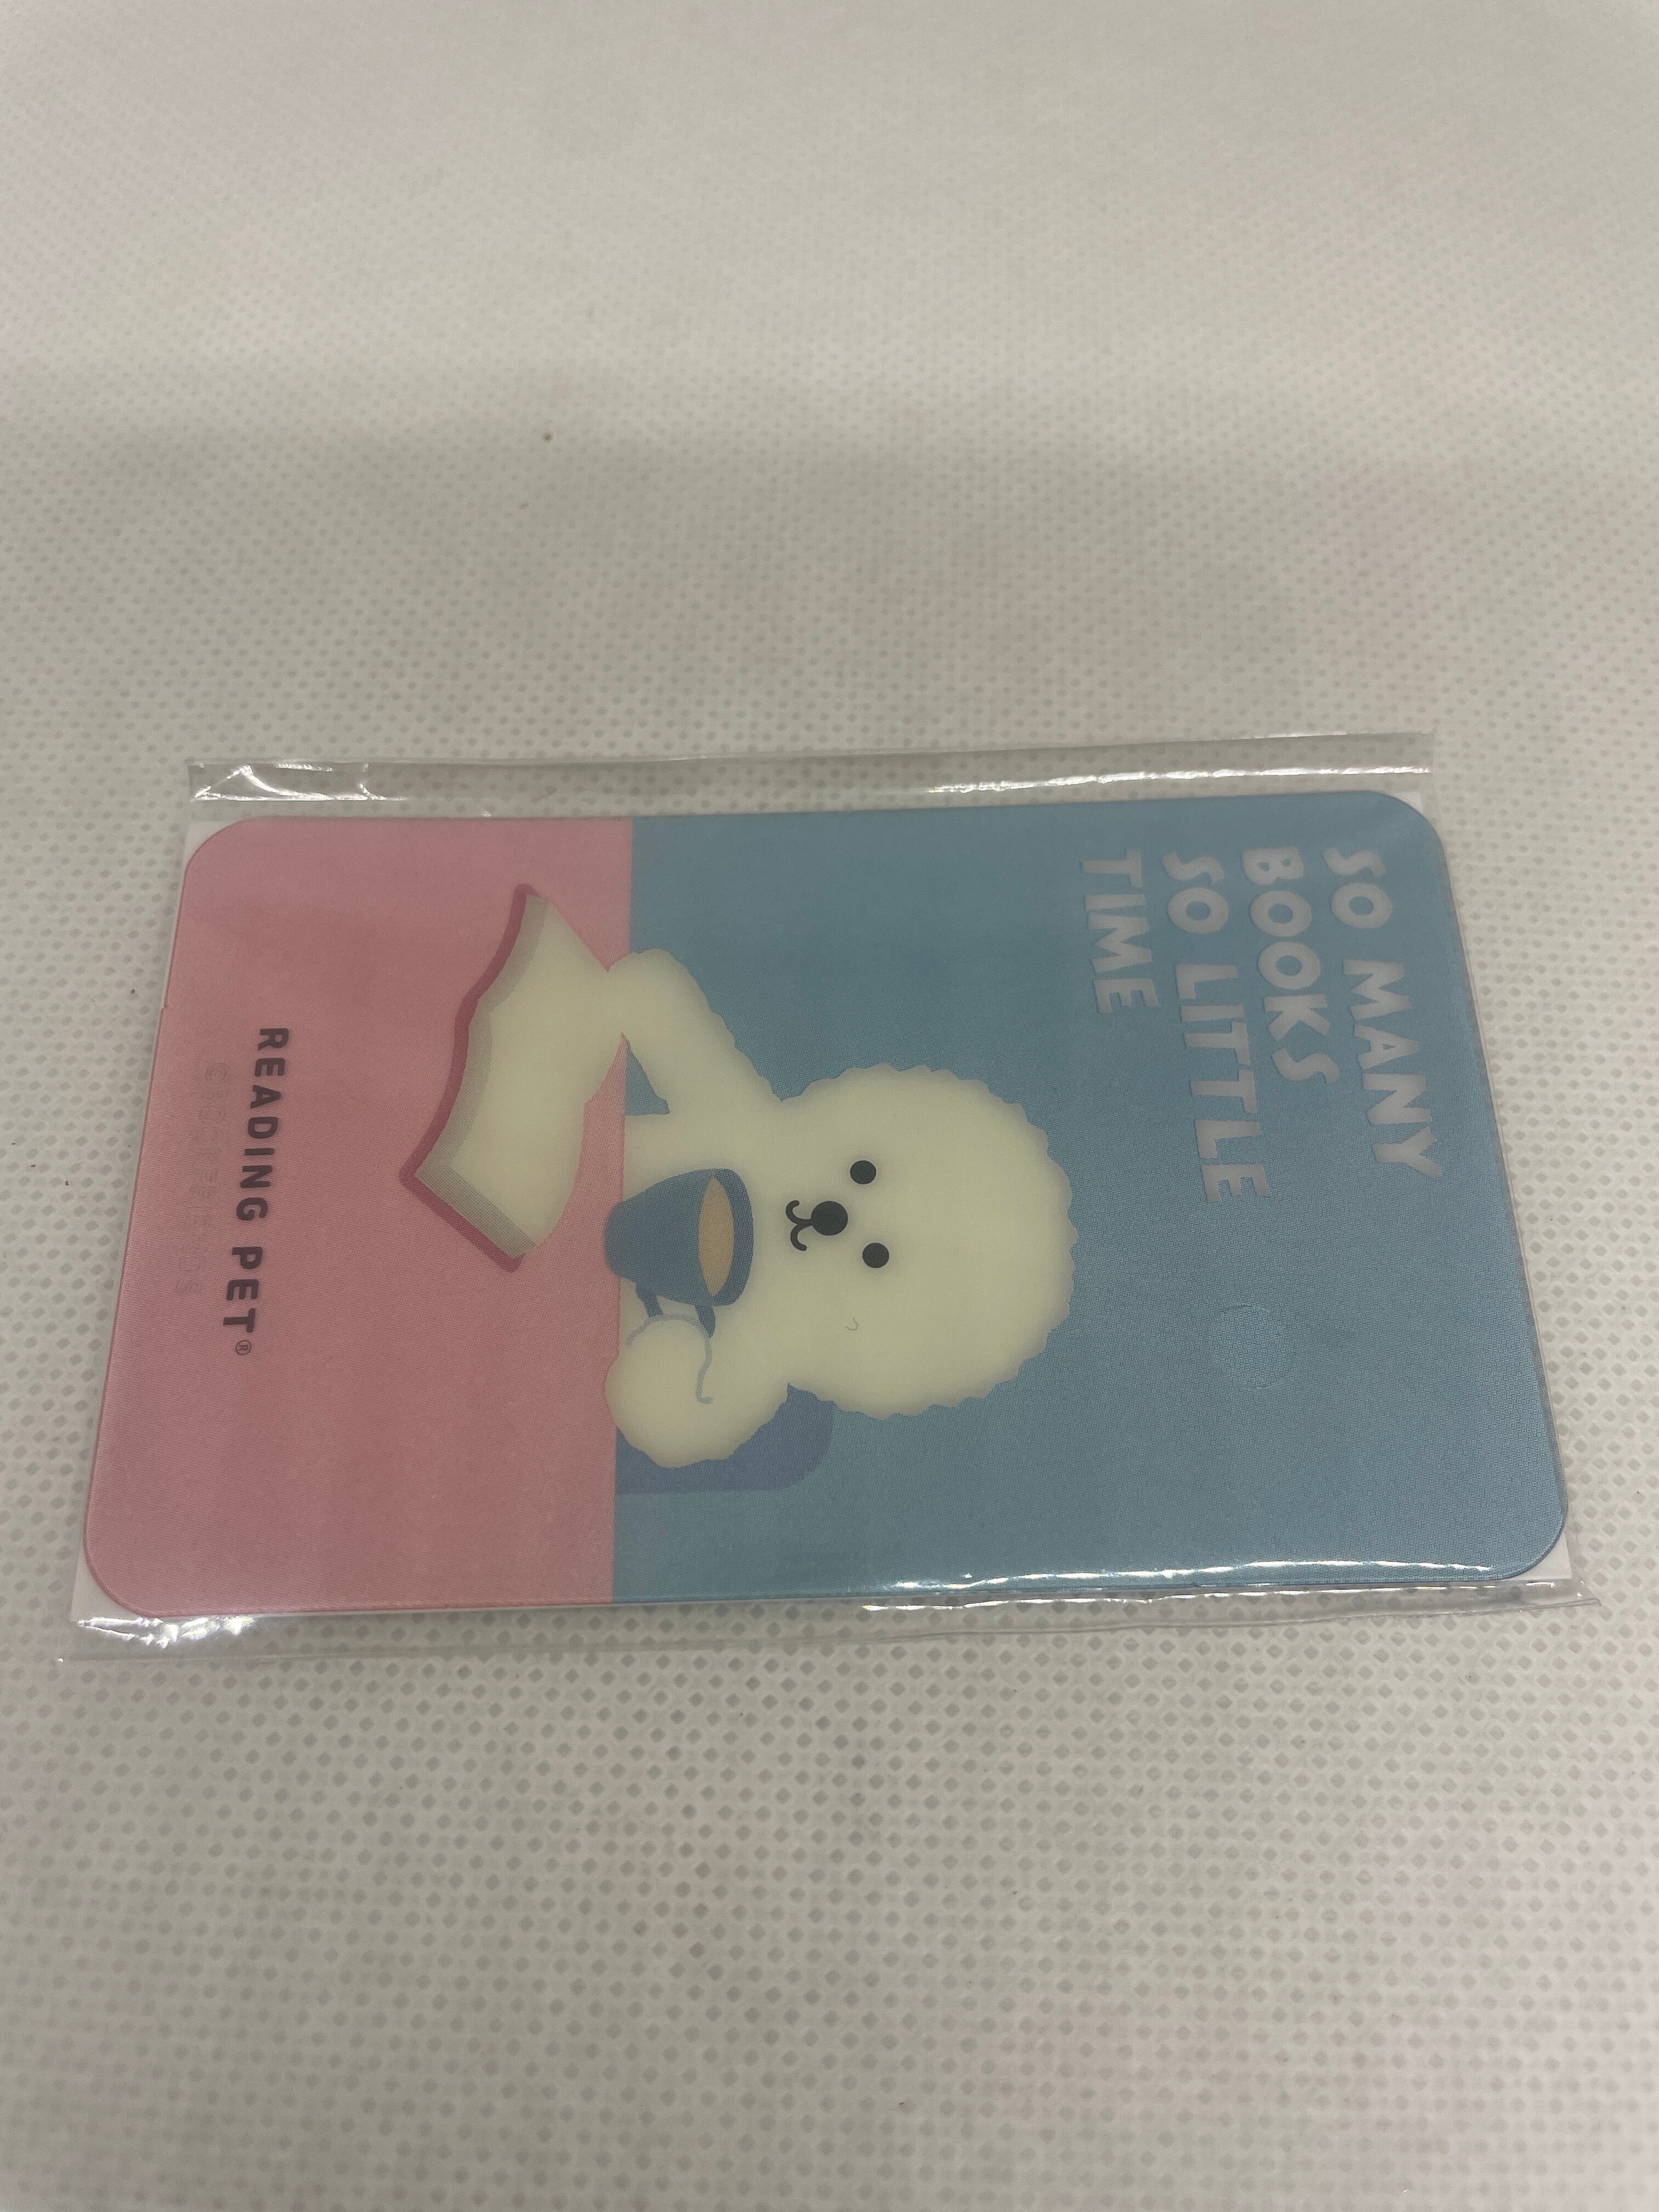 SO MANY
BOOKS
SO LITTLE
TIME
READING PET®